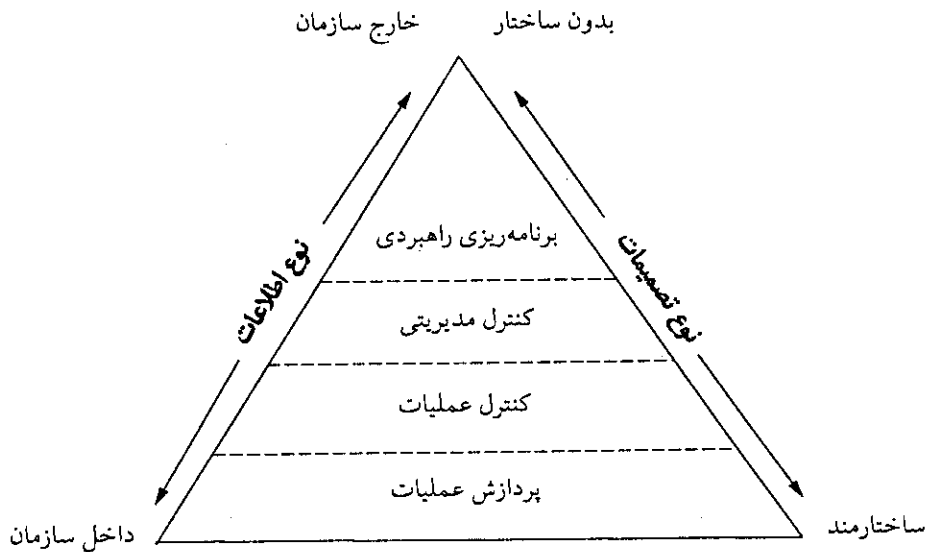 بدون ساختار
خارج سازمان
نوع تصمیمات
نوع اطلاعات
برنامه‌ریزی راهبردی
کنترل مدیریتی
کنترل عملیات
پردازش عملیات
ساختارمند
داخل سازمان